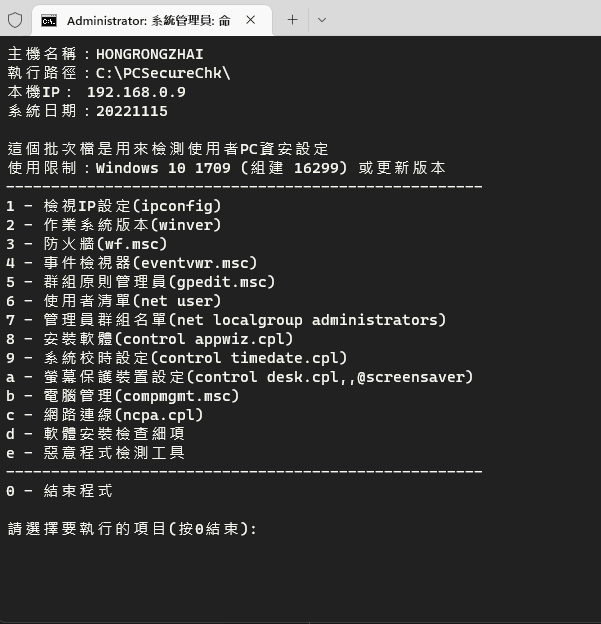 Administrator: 系統管理員: 命
主機名稱：HONGRONGZHAI
執行路徑：C:\PCSecureChk\
本機IP： 192.168.0.9
系統日期：20221115
這個批次檔是用來檢測使用者PC資安設定
使用限制：Windows 10 1709 (組建 16299) 或更新版本
-----------------------------------------------------
1 - 檢視IP設定(ipconfig)
2 - 作業系統版本(winver)
3 - 防火牆(wf.msc)
4 - 事件檢視器(eventvwr.msc)
5 - 群組原則管理員(gpedit.msc)
6 - 使用者清單(net user)
7 - 管理員群組名單(net localgroup administrators)
8 - 安裝軟體(control appwiz.cpl)
9 - 系統校時設定(control timedate.cpl)
a - 螢幕保護裝置設定(control desk.cpl,,@screensaver)
b - 電腦管理(compmgmt.msc)
c - 網路連線(ncpa.cpl)
d - 軟體安裝檢查細項
e - 惡意程式檢測工具
-----------------------------------------------------
0 - 結束程式
請選擇要執行的項目(按0結束):